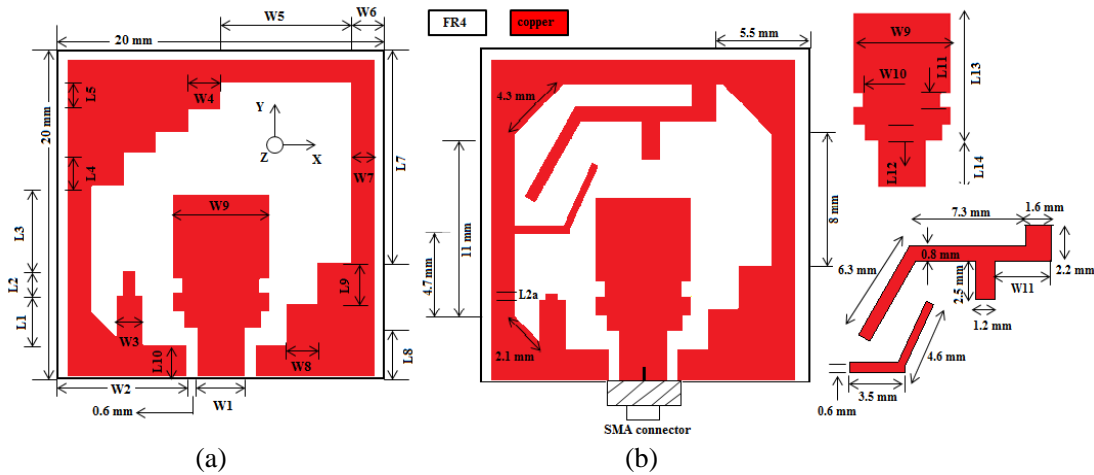 W5
W6
FR4
copper
20 mm
5.5 mm
W9
L13
L11
W10
L12
L14
L5
W4
Y
Z
X
20 mm
L4
L7
W7
L3
W9
L2
L9
L1
W3
L10
W8
L8
W2
W1
0.6 mm
4.3 mm
11 mm
8 mm
4.7 mm
L2a
2.1 mm
SMA connector
7.3 mm
1.6 mm
0.8 mm
6.3 mm
2.5 mm
W11
2.2 mm
1.2 mm
4.6 mm
3.5 mm
0.6 mm
(a)
(b)